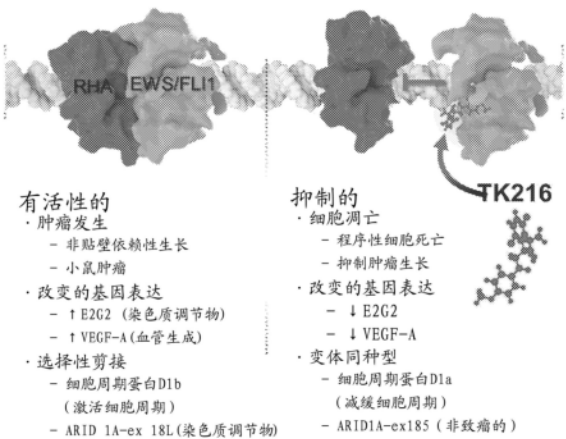 RHA EWS/FLI1
TK216
有活性的
· 肿瘤发生
– 非贴壁依赖性生长
– 小鼠肿瘤
· 改变的基因表达
– ↑E2G2 (染色质调节物)
– ↑VEGF-A(血管生成)
· 选择性剪接
– 细胞周期蛋白D1b
(激活细胞周期)
– ARID 1A-ex 18L(染色质调节物)
抑制的
· 细胞凋亡
– 程序性细胞死亡
– 抑制肿瘤生长
· 改变的基因表达
– ↓E2G2
– ↓VEGF-A
· 变体同种型
– 细胞周期蛋白D1a
(减缓细胞周期)
– ARID1A-ex185 (非致瘤的)